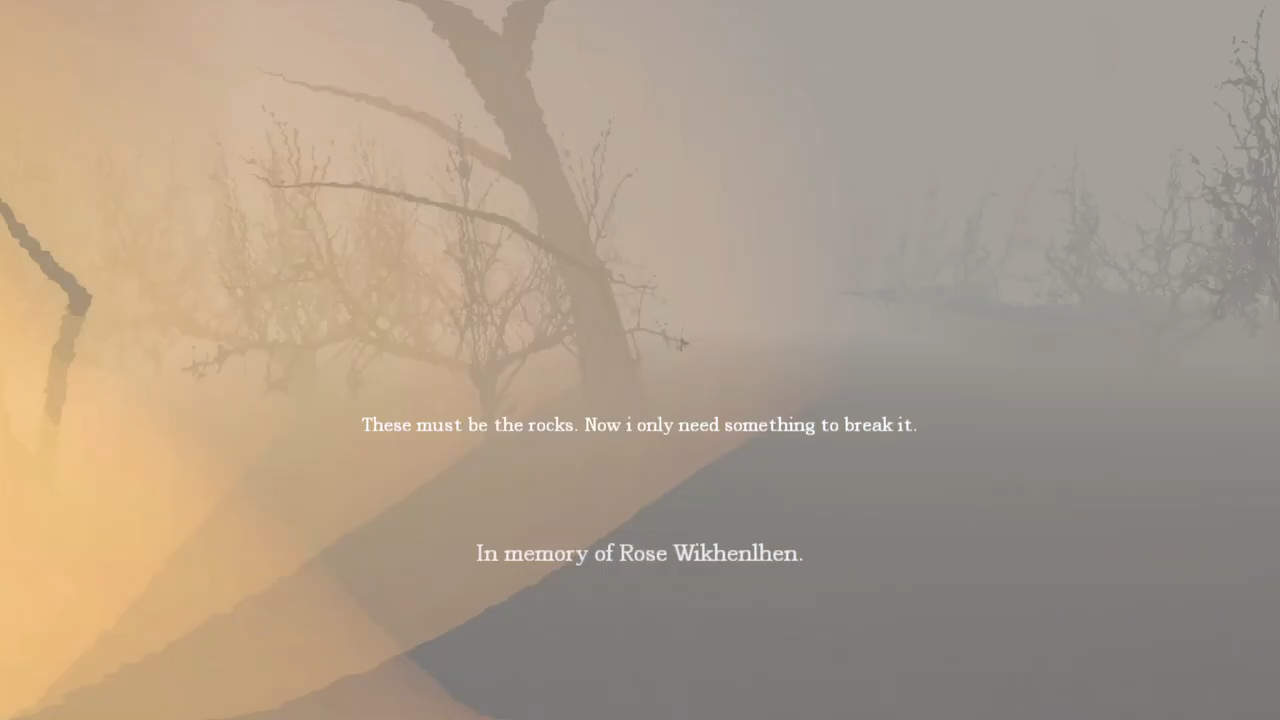 These must be the rocks. Now i only need something to break it.
In memory of Rose Wikhenlhen.